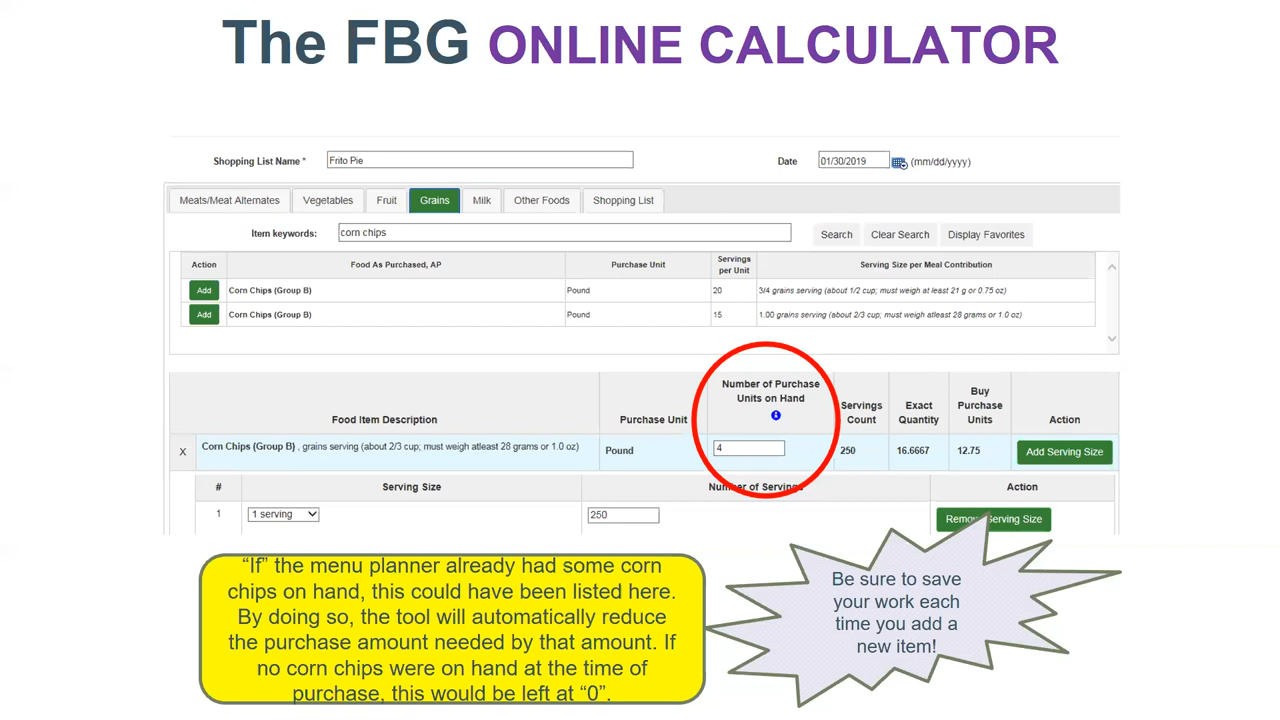 The FBG ONLINE CALCULATOR
Shopping List Name * Frito Pie Date 01/30/2019 (mm/dd/yyyy)
Meats/Meat Alternates Vegetables Fruit Grains Milk Other Foods Shopping List
Item keywords: corn chips Search Clear Search Display Favorites
Action Food As Purchased, AP Purchase Unit Servings per Unit Serving Size per Meal Contribution
Add Corn Chips (Group B) Pound 20 3/4 grains serving (about 1/2 cup; must weigh at least 21 g or 0.75 oz)
Add Corn Chips (Group B) Pound 15 1.00 grains serving (about 2/3 cup; must weigh atleast 28 grams or 1.0 oz)
Food Item Description Purchase Unit Number of Purchase Units on Hand Servings Count Exact Quantity Buy Purchase Units Action
X Corn Chips (Group B) , grains serving (about 2/3 cup; must weigh atleast 28 grams or 1.0 oz) Pound 4 250 16.6667 12.75 Add Serving Size
# Serving Size Number of Servings Action
1 1 serving 250 Remove Serving Size
“If” the menu planner already had some corn
chips on hand, this could have been listed here.
By doing so, the tool will automatically reduce
the purchase amount needed by that amount. If
no corn chips were on hand at the time of
purchase, this would be left at “0”.
Be sure to save
your work each
time you add a
new item!